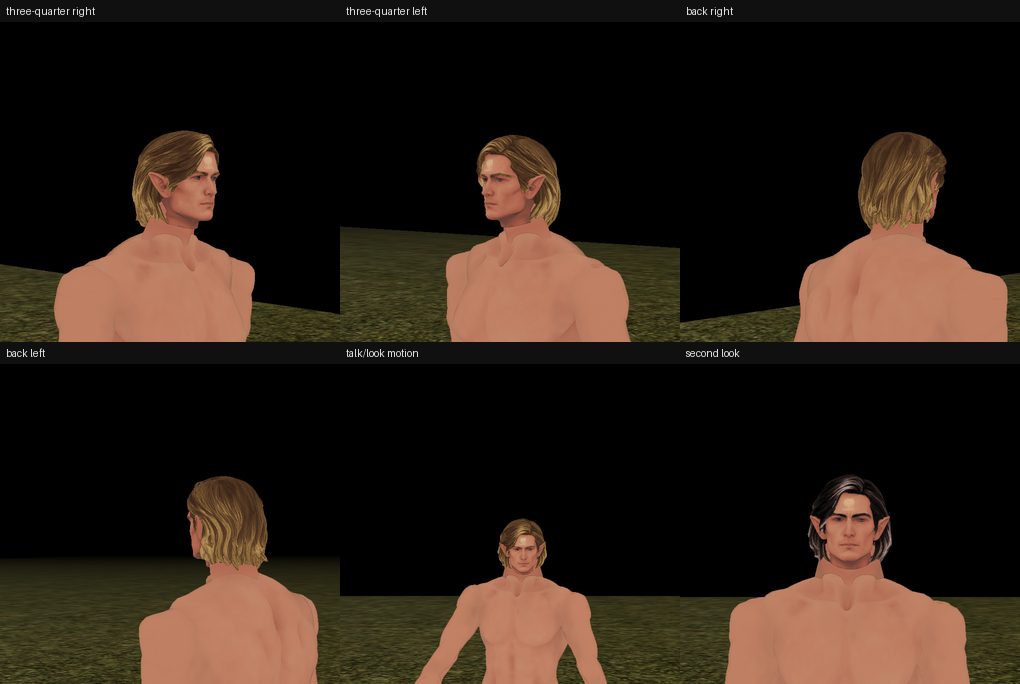 three-quarter right
three-quarter left
back right
back left
talk/look motion
second look